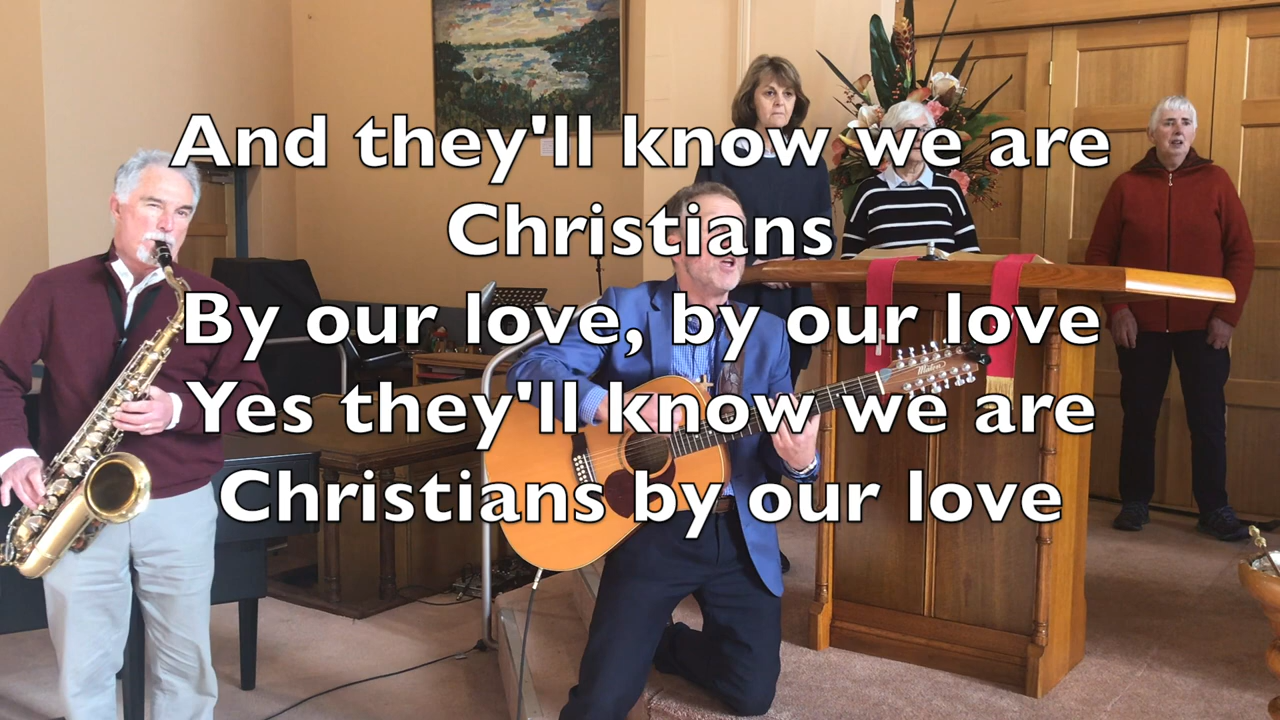 And they'll know we are
Christians
By our love, by our love
Yes they'll know we are
Christians by our love
Maton